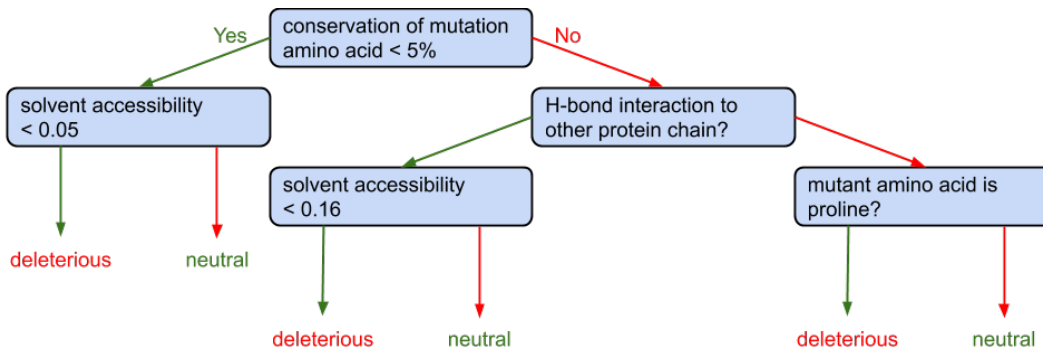 conservation of mutation
amino acid < 5%
Yes
No
solvent accessibility
< 0.05
H-bond interaction to
other protein chain?
solvent accessibility
< 0.16
mutant amino acid is
proline?
deleterious
neutral
deleterious
neutral
deleterious
neutral